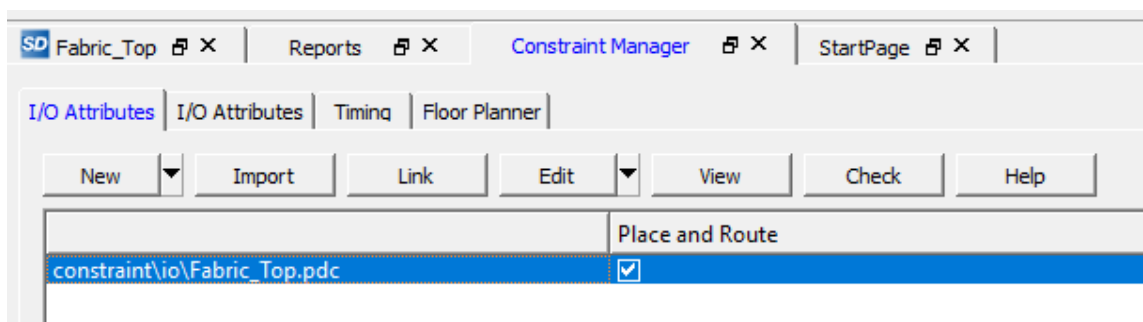 SD Fabric_Top Reports Constraint Manager StartPage
I/O Attributes I/O Attributes Timing Floor Planner
New Import Link Edit View Check Help
Place and Route
constraint\io\Fabric_Top.pdc